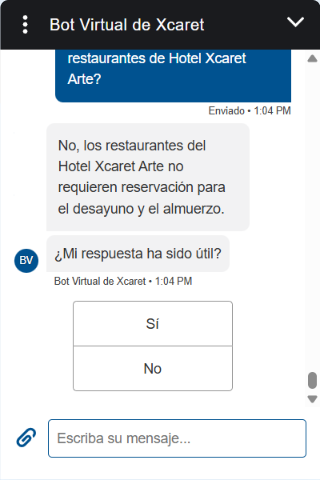 Bot Virtual de Xcaret
restaurantes de Hotel Xcaret
Arte?
Enviado • 1:04 PM
No, los restaurantes del
Hotel Xcaret Arte no
requieren reservación para
el desayuno y el almuerzo.
¿Mi respuesta ha sido útil?
BV
Bot Virtual de Xcaret • 1:04 PM
Sí
No
Escriba su mensaje...